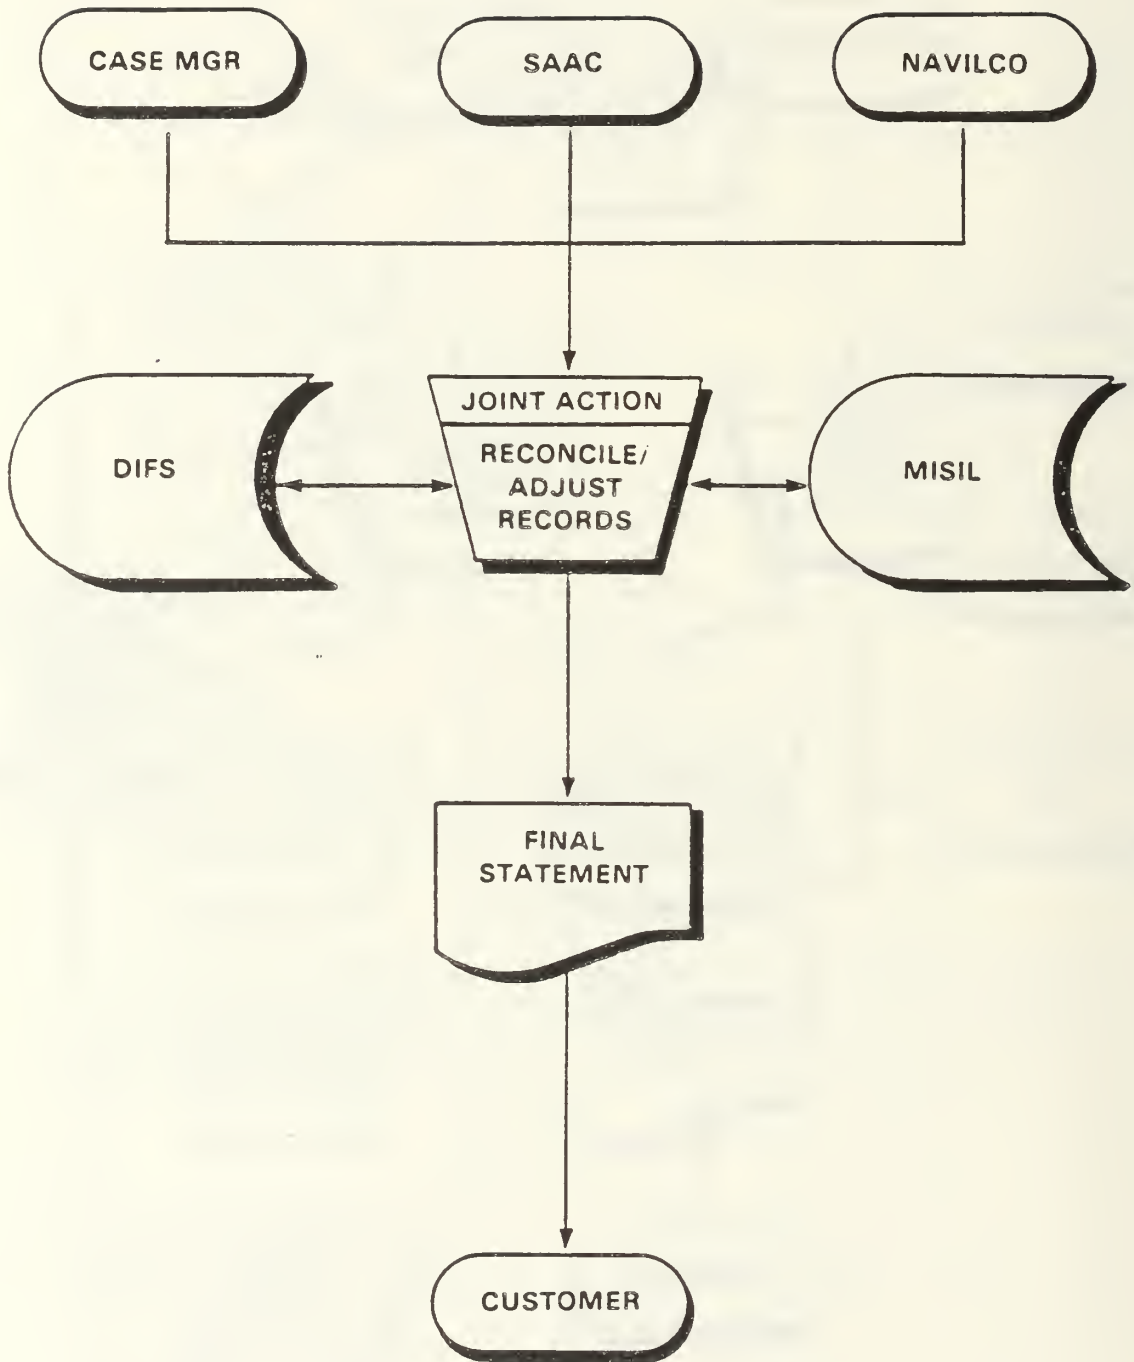 CASE MGR
SAAC
NAVILCO
JOINT ACTION
RECONCILE/
ADJUST
RECORDS
DIFS
MISIL
FINAL
STATEMENT
CUSTOMER